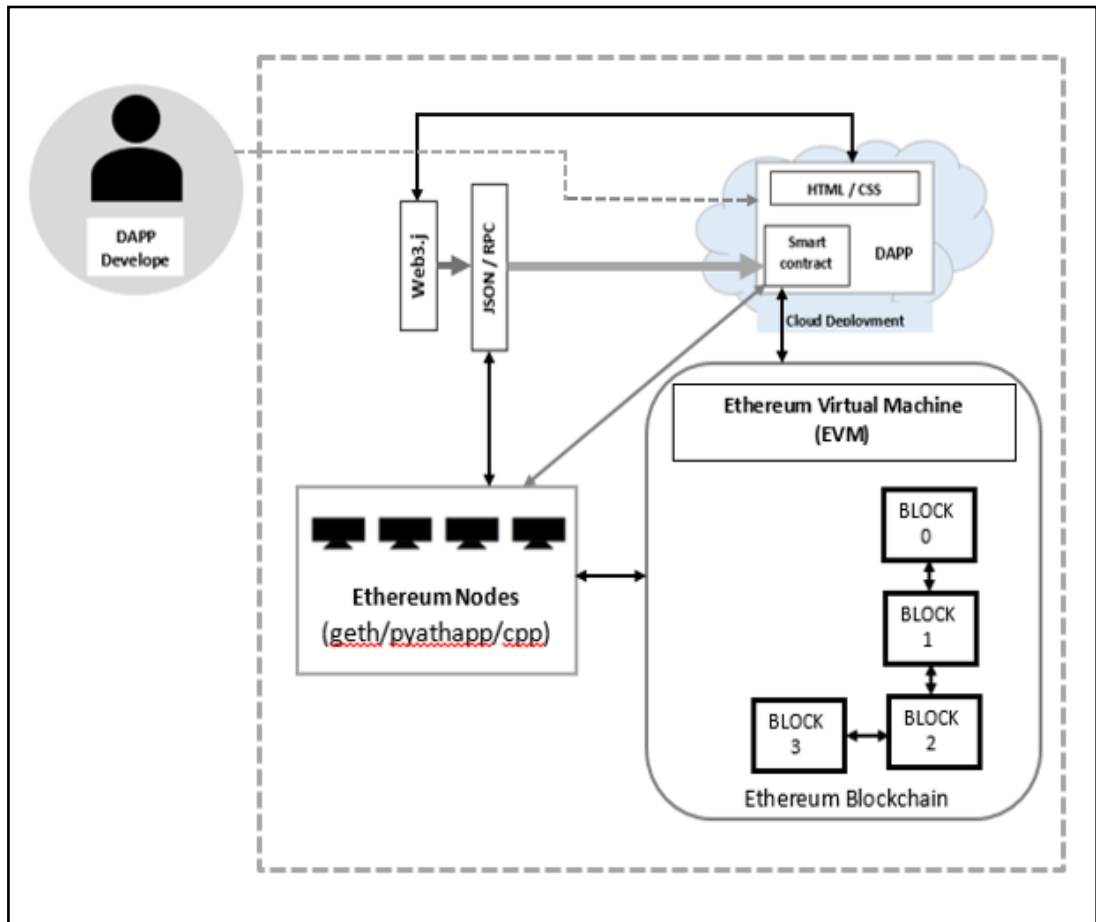 DAPP
Develope
Web3.j
JSON / RPC
HTML / CSS
Smart
contract
DAPP
Cloud Deployment
Ethereum Virtual Machine
(EVM)
BLOCK
0
BLOCK
1
BLOCK
2
BLOCK
3
Ethereum Blockchain
Ethereum Nodes
(geth/pyathapp/cpp)